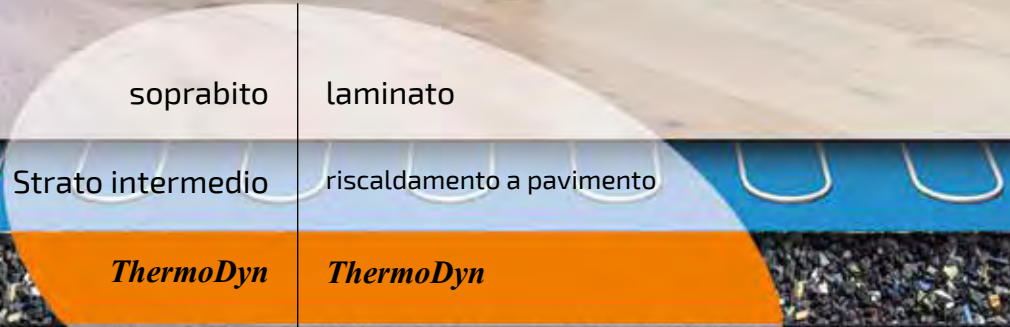 soprabito laminato
Strato intermedio riscaldamento a pavimento
ThermoDyn ThermoDyn